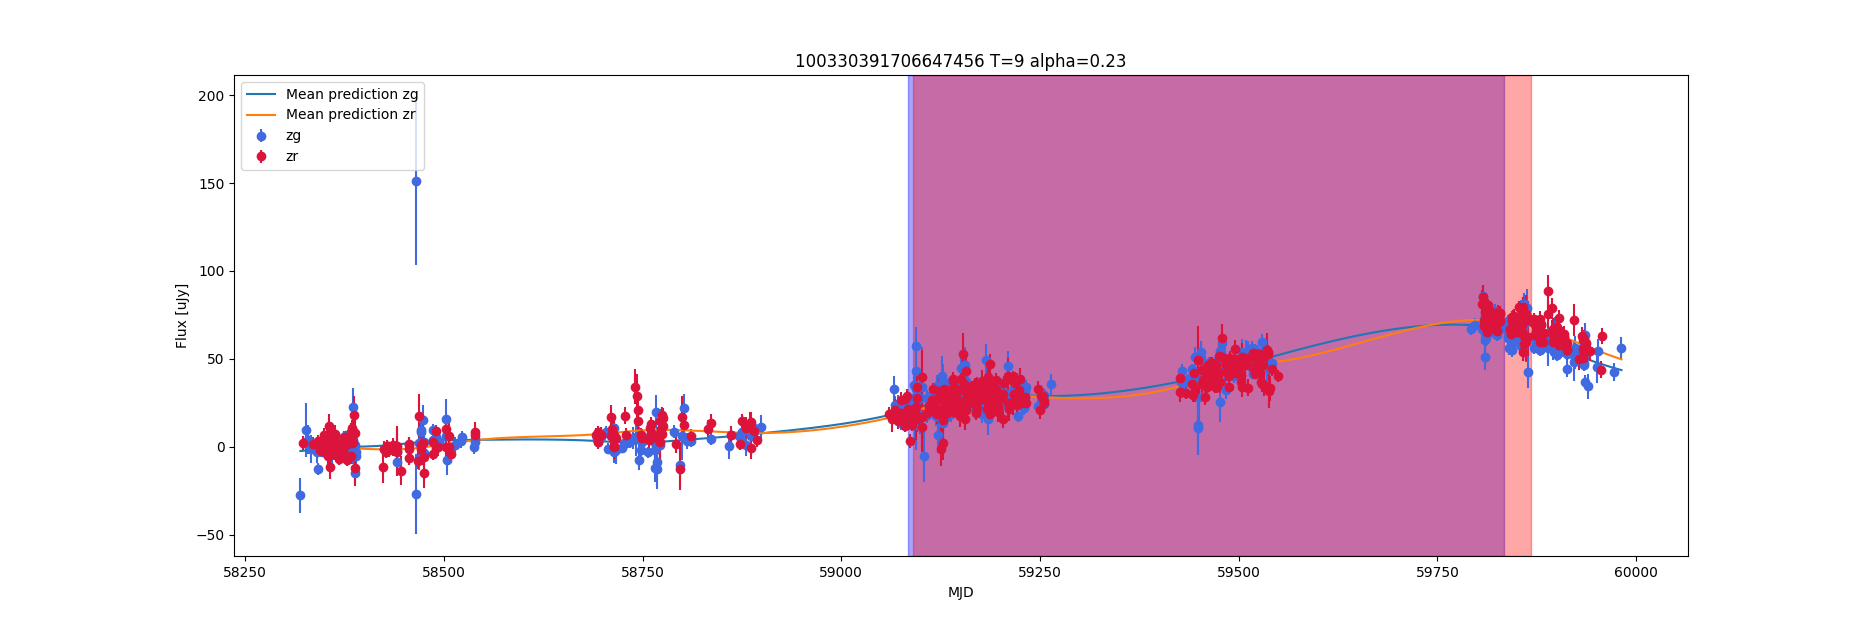 100330391706647456 T=9 alpha=0.23
200
150
100
50
0
−50
Flux [uJy]
Mean prediction zg
Mean prediction zr
zg
zr
58250 58500 58750 59000 59250 59500 59750 60000
MJD